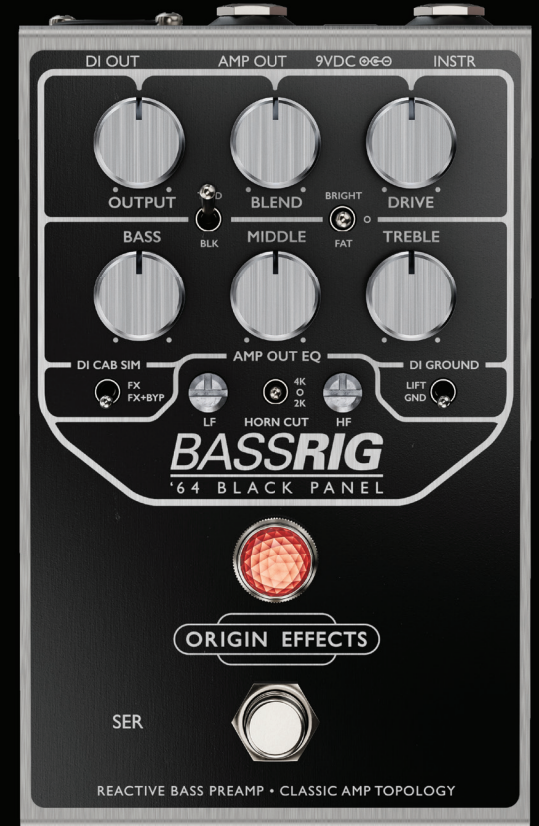 DI OUT AMP OUT 9VDC INSTR
OUTPUT BLEND BRIGHT DRIVE
BLK O FAT
BASS MIDDLE TREBLE
AMP OUT EQ
DI CAB SIM DI GROUND
FX 4K LIFT
FX+BYP O GND
2K
LF HORN CUT HF
BASSRIG
'64 BLACK PANEL
ORIGIN EFFECTS
SER
REACTIVE BASS PREAMP • CLASSIC AMP TOPOLOGY